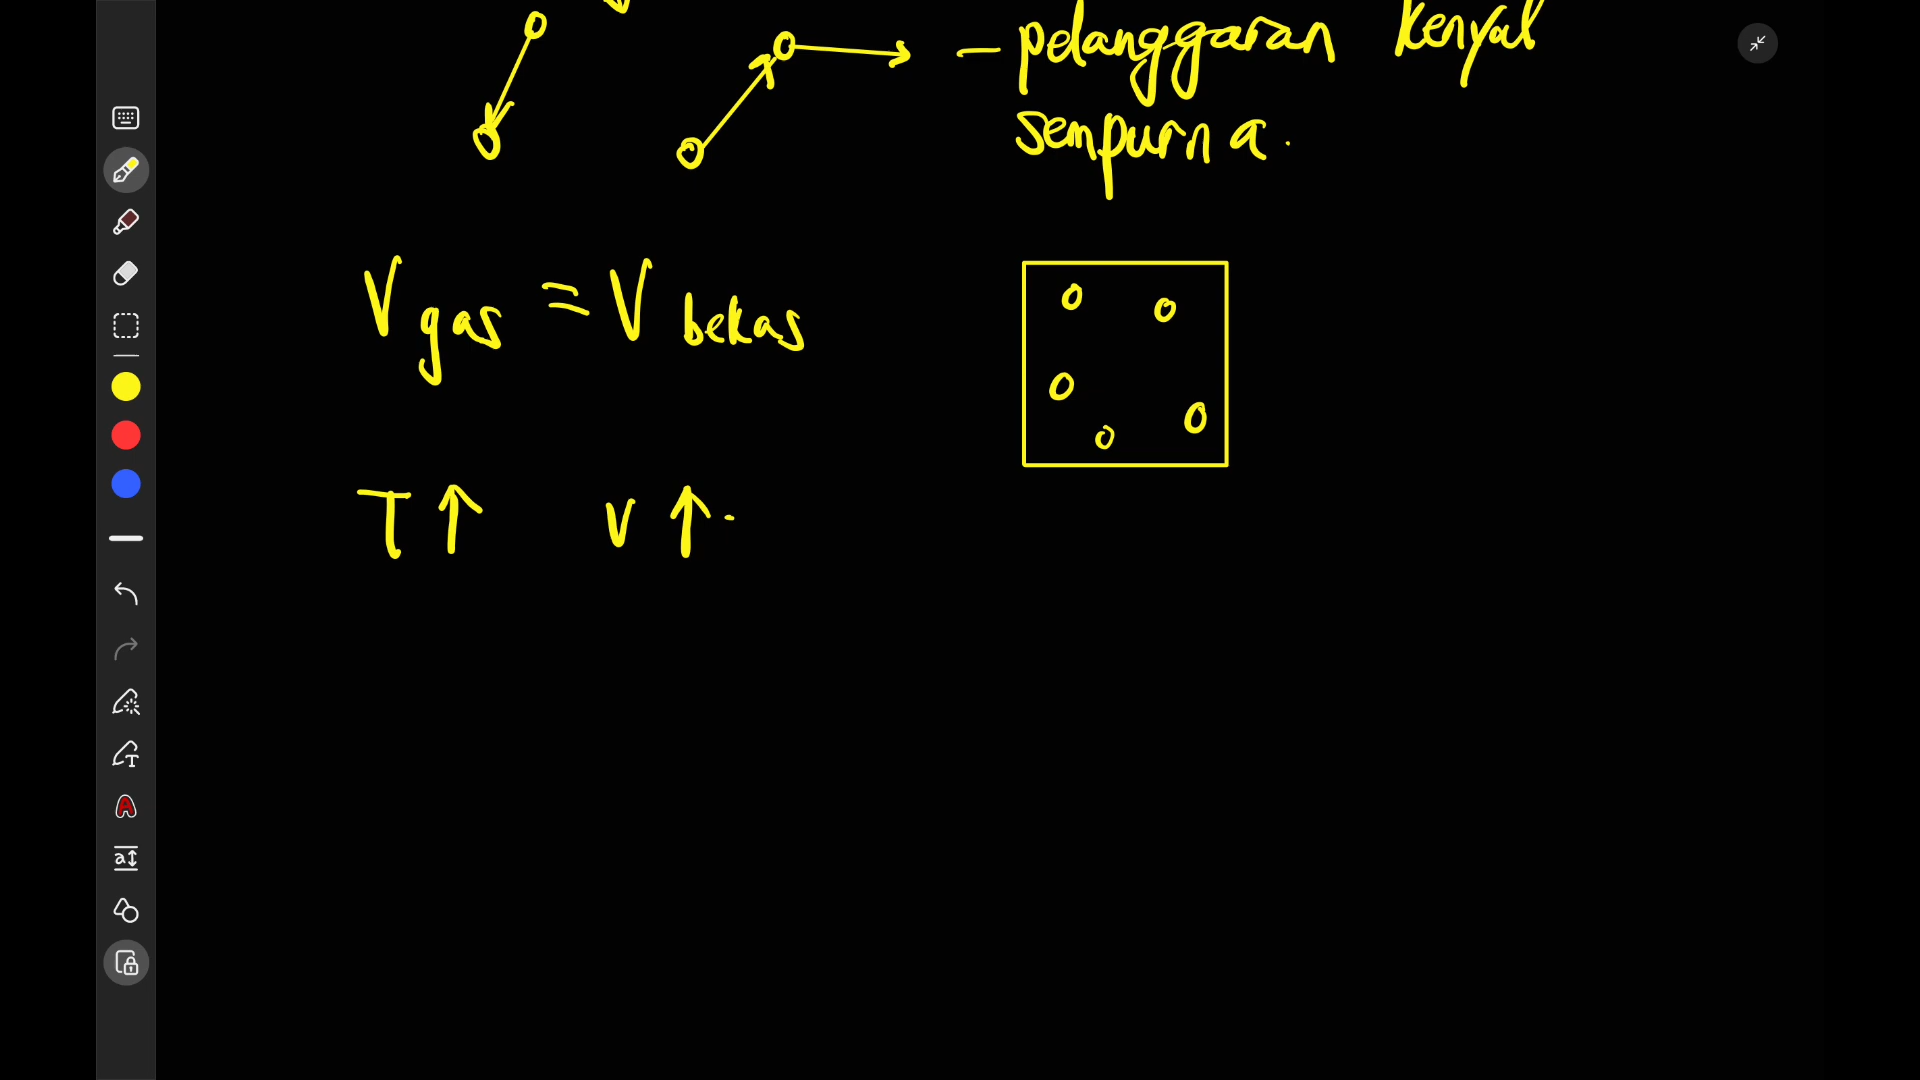 - pelanggaran kenyal
sempurna.
V gas = V bekas
T ↑ v ↑